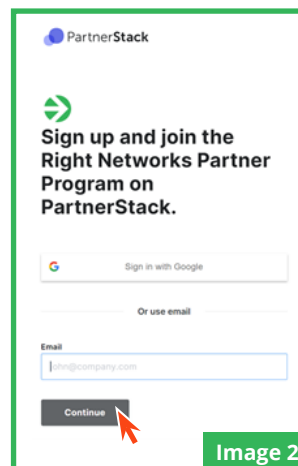 PartnerStack
Sign up and join the
Right Networks Partner
Program on
PartnerStack.
G Sign in with Google
Or use email
Email
john@company.com
Continue
Image 2